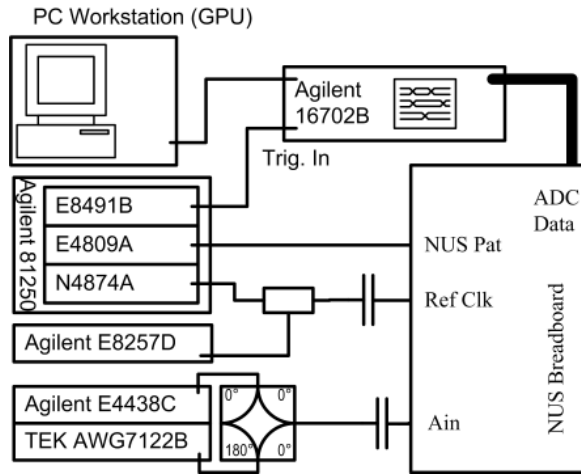 PC Workstation (GPU)
Agilent
16702B
Trig. In
Agilent 81250
E8491B
E4809A
N4874A
ADC
Data
NUS Pat
Ref Clk
Agilent E8257D
NUS Breadboard
Agilent E4438C
TEK AWG7122B
0°
0°
180°
0°
Ain